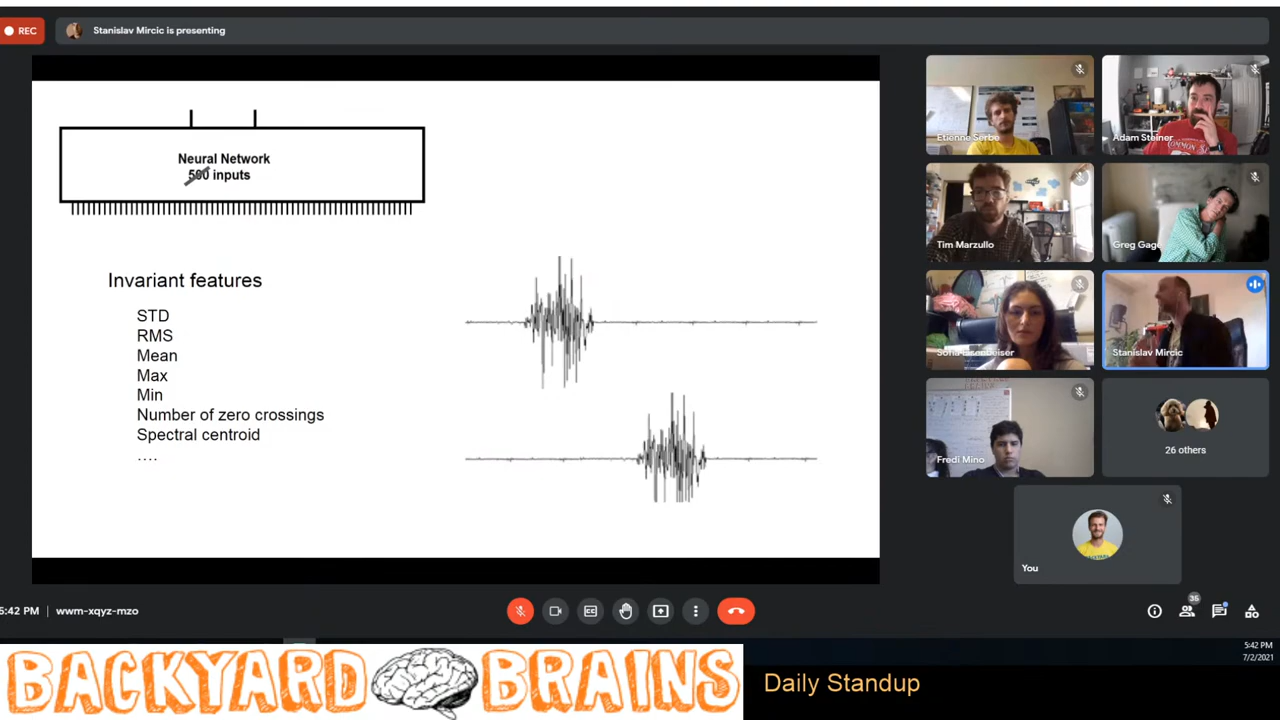 REC
Stanislav Mircic is presenting
Neural Network
500 inputs
Invariant features
STD
RMS
Mean
Max
Min
Number of zero crossings
Spectral centroid
....
Etienne Serbe
Adam Steiner
Tim Marzullo
Greg Gage
Stanislav Mircic
Fredi Mino
26 others
You
5:42 PM | wwm-xqyz-mzo
35
5:42 PM
7/2/2021
BACKYARD BRAINS
Daily Standup